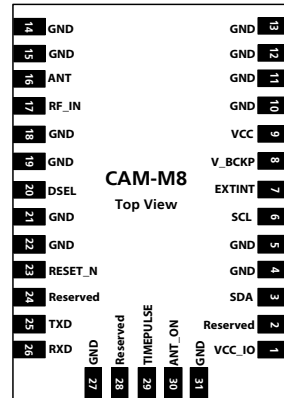 14 GND
15 GND
16 ANT
17 RF_IN
18 GND
19 GND
20 DSEL
21 GND
22 GND
23 RESET_N
24 Reserved
25 TXD
26 RXD
CAM-M8
Top View
GND 13
GND 12
GND 11
GND 10
VCC 9
V_BCKP 8
EXTINT 7
SCL 6
GND 5
GND 4
SDA 3
Reserved 2
VCC_IO 1
GND 27
Reserved 28
TIMEPULSE 29
ANT_ON 30
GND 31